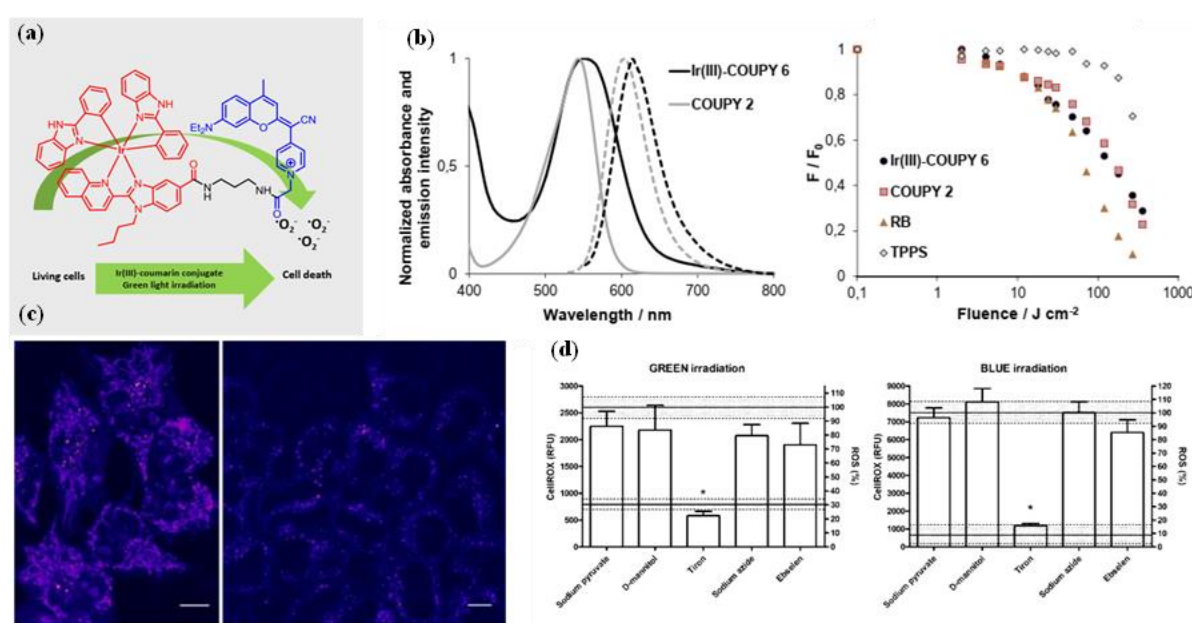 (a)
NH
N
N
NH
Ir
N
N
N
O
N
H
HN
O
Et2N
O
CN
N
+
•O2-
•O2-
•O2-
Living cells
Ir(III)-coumarin conjugate
Green light irradiation
Cell death
(b)
Normalized absorbance and
emission intensity
1
0,5
0
400
500
600
700
800
Wavelength / nm
Ir(III)-COUPY 6
COUPY 2
F / F0
1
0,8
0,6
0,4
0,2
0
0,1
1
10
100
1000
Fluence / J cm-2
Ir(III)-COUPY 6
COUPY 2
RB
TPPS
(c)
(d)
GREEN irradiation
CellROX (RFU)
3000
2500
2000
1500
1000
500
0
*
110
100
90
80
70
60
50
40
30
20
10
0
ROS (%)
Sodium pyruvate
D-mannitol
Tiron
Sodium azide
Ebselen
BLUE irradiation
CellROX (RFU)
9000
8000
7000
6000
5000
4000
3000
2000
1000
0
*
120
110
100
90
80
70
60
50
40
30
20
10
0
ROS (%)
Sodium pyruvate
D-mannitol
Tiron
Sodium azide
Ebselen